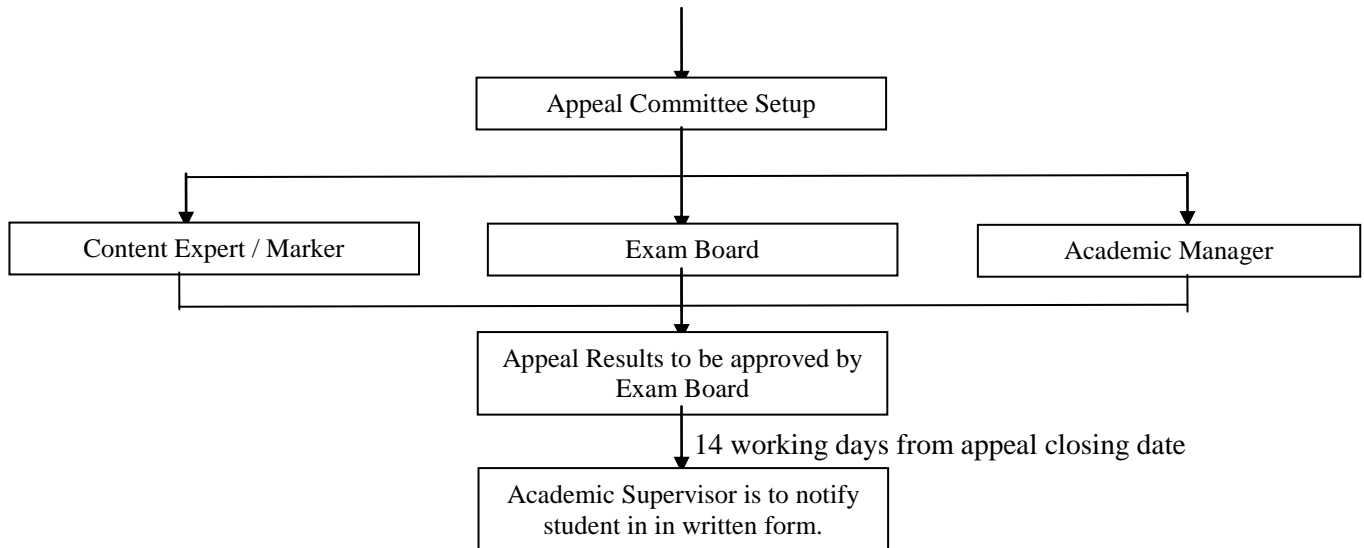 Appeal Committee Setup
Content Expert / Marker
Exam Board
Academic Manager
Appeal Results to be approved by
Exam Board
14 working days from appeal closing date
Academic Supervisor is to notify
student in in written form.